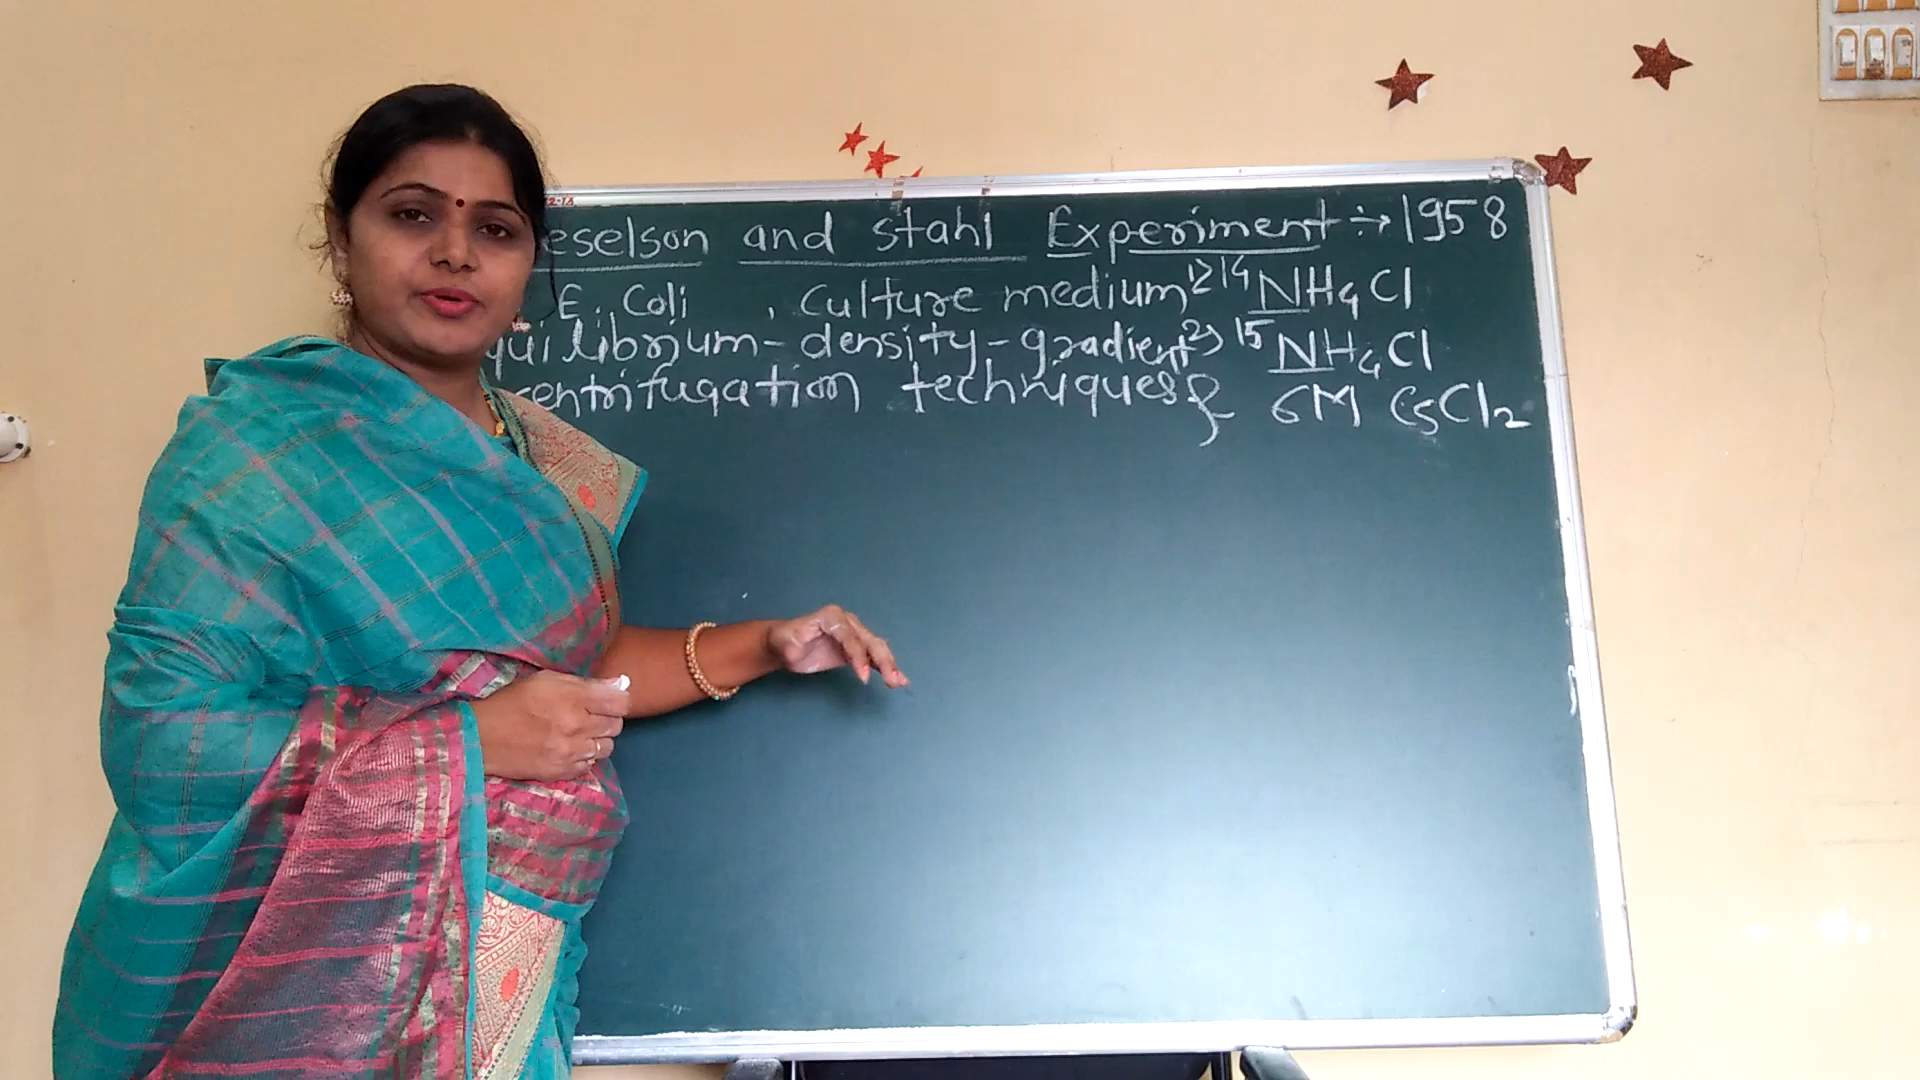 eselson and stahl Experiment ÷→ 1958
E. Coli , Culture medium 1> ¹⁴NH₄Cl
quilibrium-density-gradient 2> ¹⁵NH₄Cl
centrifugation techniques & 6M CsCl₂